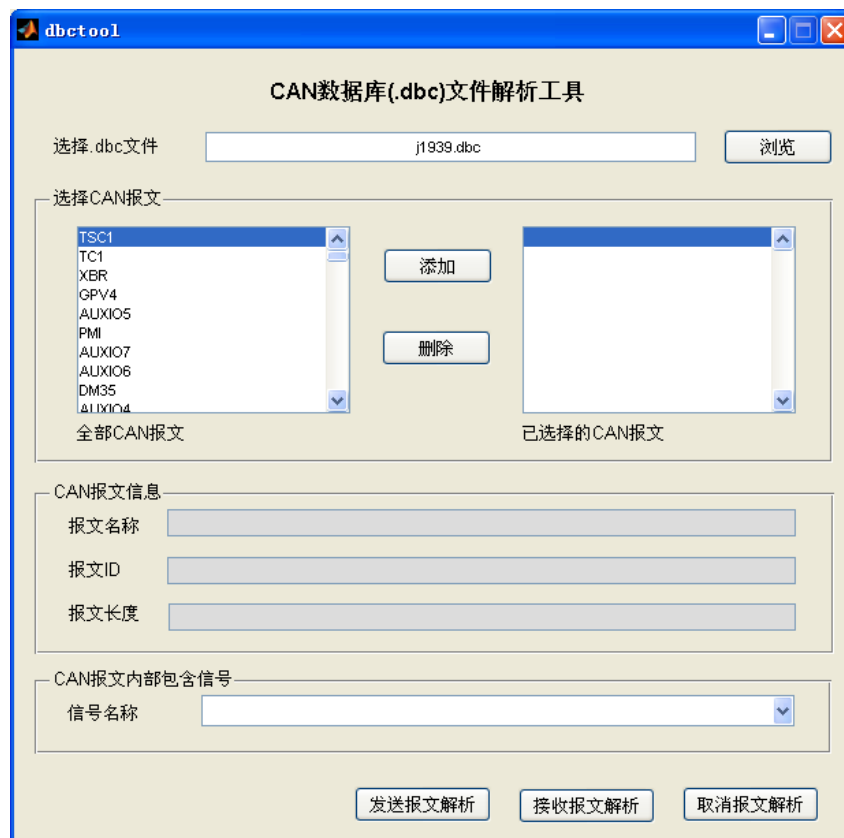 dbctool
CAN数据库(.dbc)文件解析工具
选择.dbc文件
j1939.dbc
浏览
选择CAN报文
TSC1
TC1
XBR
GPV4
AUXIO5
PMI
AUXIO7
AUXIO6
DM35
AUXIO4
添加
删除
全部CAN报文
已选择的CAN报文
CAN报文信息
报文名称
报文ID
报文长度
CAN报文内部包含信号
信号名称
发送报文解析
接收报文解析
取消报文解析